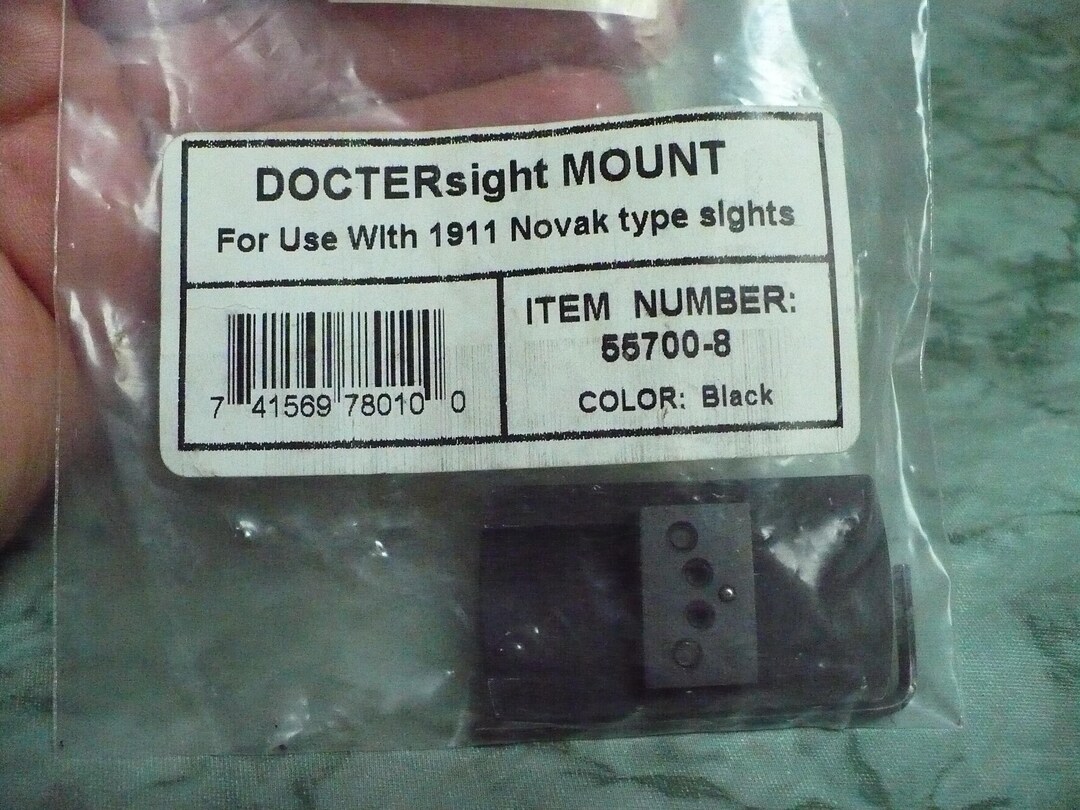 DOCTERsight MOUNT
For Use With 1911 Novak type sights
7 41569 78010 0
ITEM NUMBER:
55700-8
COLOR: Black